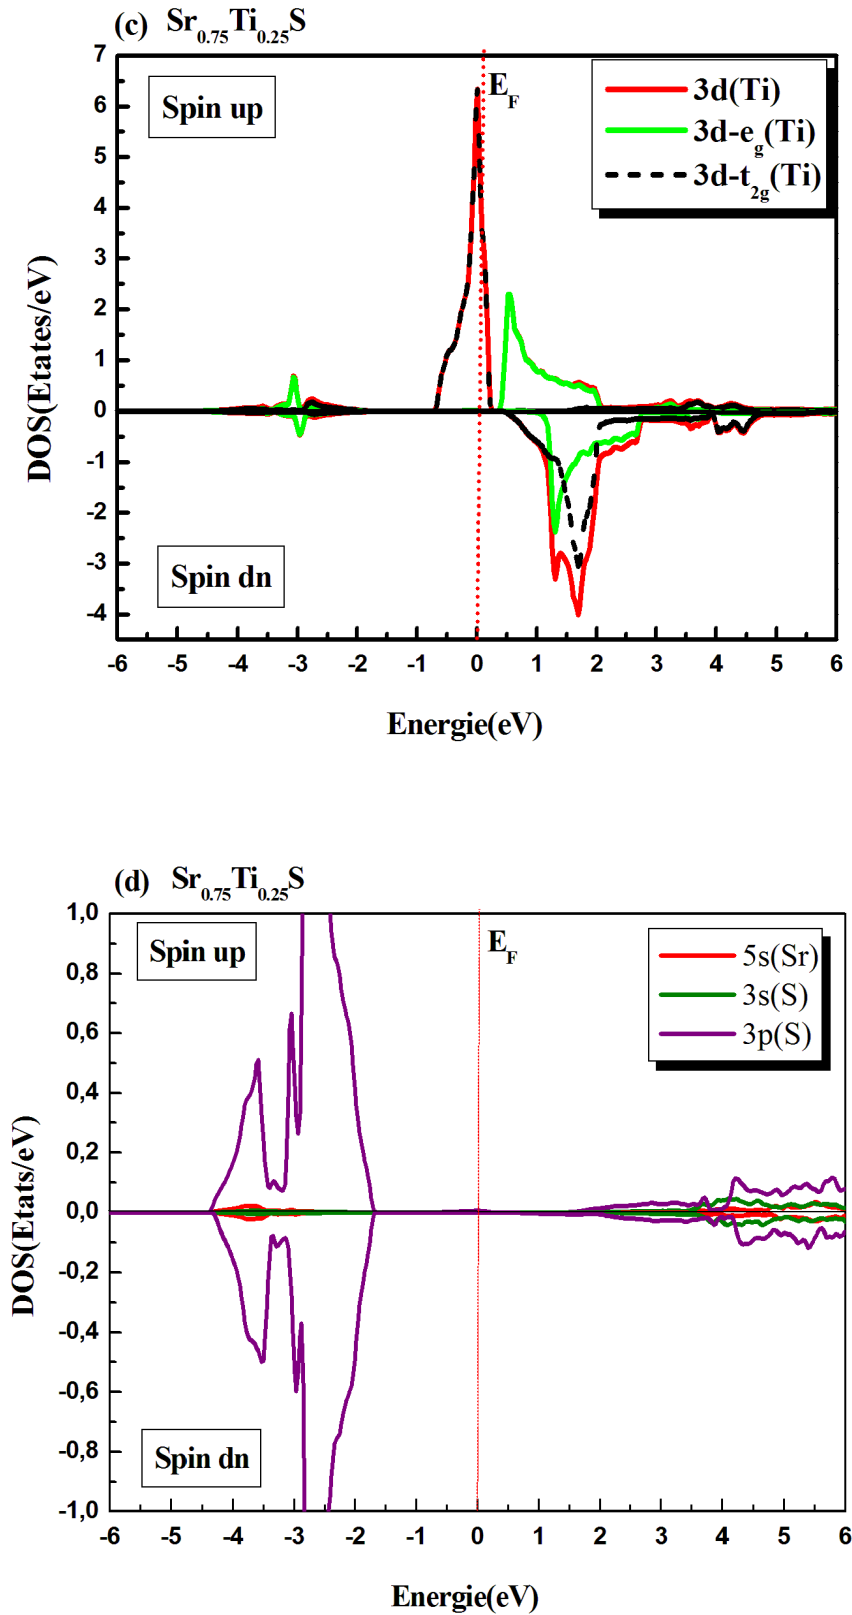 (c) Sr0.75Ti0.25S
7
6
5
4
3
2
1
0
-1
-2
-3
-4
DOS(Etates/eV)
Spin up
EF
3d(Ti)
3d-eg(Ti)
3d-t2g(Ti)
Spin dn
-6 -5 -4 -3 -2 -1 0 1 2 3 4 5 6
Energie(eV)
(d) Sr0.75Ti0.25S
1,0
0,8
0,6
0,4
0,2
0,0
-0,2
-0,4
-0,6
-0,8
-1,0
DOS(Etats/eV)
Spin up
EF
5s(Sr)
3s(S)
3p(S)
Spin dn
-6 -5 -4 -3 -2 -1 0 1 2 3 4 5 6
Energie(eV)